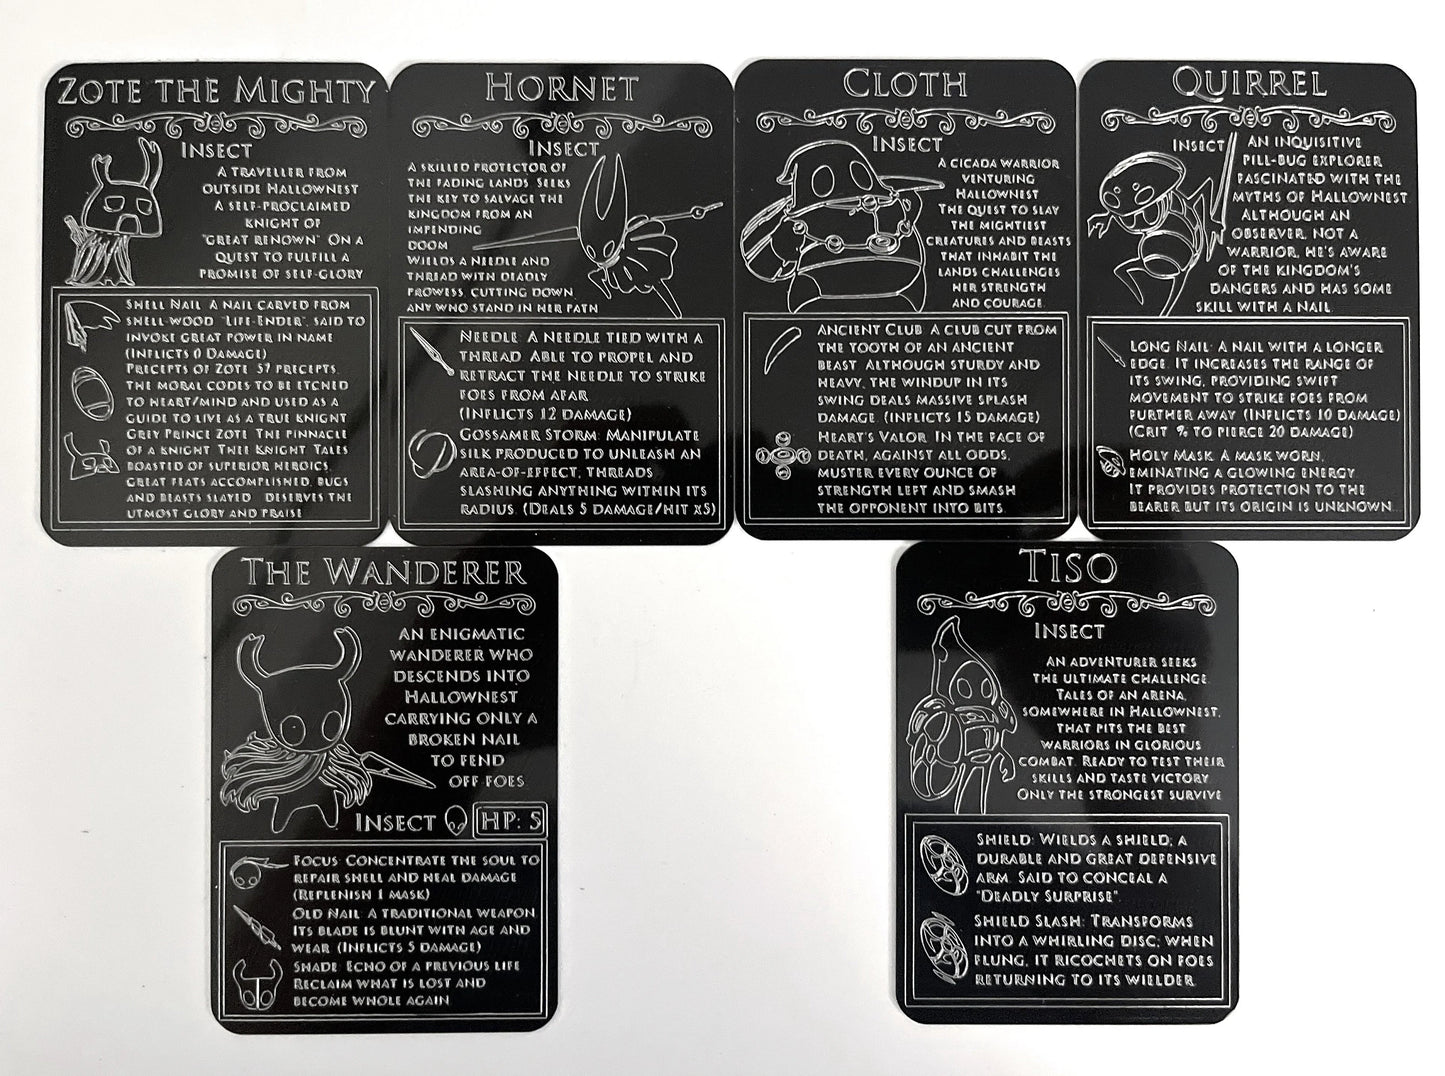 ZOTE THE MIGHTY
INSECT
A TRAVELLER FROM
OUTSIDE HALLOWNEST
A SELF-PROCLAIMED
KNIGHT OF
"GREAT RENOWN" ON A
QUEST TO FULFILL A
PROMISE OF SELF-GLORY
SHELL NAIL: A NAIL CARVED FROM
SHELL-WOOD. "LIFE-ENDER", SAID TO
INVOKE GREAT POWER IN NAME
(INFLICTS 0 DAMAGE)
PRECEPTS OF ZOTE: 57 PRECEPTS.
THE MORAL CODES TO BE ETCHED
TO HEART/MIND AND USED AS A
GUIDE TO LIVE AS A TRUE KNIGHT
GREY PRINCE ZOTE: THE PINNACLE
OF A KNIGHT THEE KNIGHT TALES
BOASTED OF SUPERIOR HEROICS,
GREAT FEATS ACCOMPLISHED, BUGS
AND BEASTS SLAYED. DESERVES THE
UTMOST GLORY AND PRAISE
HORNET
INSECT
A SKILLED PROTECTOR OF
THE FADING LANDS. SEEKS
THE KEY TO SALVAGE THE
KINGDOM FROM AN
IMPENDING
DOOM
WIELDS A NEEDLE AND
THREAD WITH DEADLY
PROWESS, CUTTING DOWN
ANY WHO STAND IN HER PATH
NEEDLE: A NEEDLE TIED WITH A
THREAD. ABLE TO PROPEL AND
RETRACT THE NEEDLE TO STRIKE
FOES FROM AFAR.
(INFLICTS 12 DAMAGE)
GOSSAMER STORM: MANIPULATE
SILK PRODUCED TO UNLEASH AN
AREA-OF-EFFECT, THREADS
SLASHING ANYTHING WITHIN ITS
RADIUS. (DEALS 5 DAMAGE/HIT X5)
CLOTH
INSECT
A CICADA WARRIOR
VENTURING
HALLOWNEST
THE QUEST TO SLAY
THE MIGHTIEST
CREATURES AND BEASTS
THAT INHABIT THE
LANDS CHALLENGES
HER STRENGTH
AND COURAGE.
ANCIENT CLUB: A CLUB CUT FROM
THE TOOTH OF AN ANCIENT
BEAST. ALTHOUGH STURDY AND
HEAVY, THE WINDUP IN ITS
SWING DEALS MASSIVE SPLASH
DAMAGE. (INFLICTS 15 DAMAGE)
HEART'S VALOR: IN THE FACE OF
DEATH, AGAINST ALL ODDS,
MUSTER EVERY OUNCE OF
STRENGTH LEFT AND SMASH
THE OPPONENT INTO BITS.
QUIRREL
INSECT
AN INQUISITIVE
PILL-BUG EXPLORER
FASCINATED WITH THE
MYTHS OF HALLOWNEST.
ALTHOUGH AN
OBSERVER, NOT A
WARRIOR, HE'S AWARE
OF THE KINGDOM'S
DANGERS AND HAS SOME
SKILL WITH A NAIL.
LONG NAIL: A NAIL WITH A LONGER
EDGE. IT INCREASES THE RANGE OF
ITS SWING, PROVIDING SWIFT
MOVEMENT TO STRIKE FOES FROM
FURTHER AWAY (INFLICTS 10 DAMAGE)
(CRIT % TO PIERCE 20 DAMAGE)
HOLY MASK: A MASK WORN,
EMINATING A GLOWING ENERGY.
IT PROVIDES PROTECTION TO THE
BEARER BUT ITS ORIGIN IS UNKNOWN.
THE WANDERER
AN ENIGMATIC
WANDERER WHO
DESCENDS INTO
HALLOWNEST
CARRYING ONLY A
BROKEN NAIL
TO FEND
OFF FOES
INSECT HP: 5
FOCUS: CONCENTRATE THE SOUL TO
REPAIR SHELL AND HEAL DAMAGE
(REPLENISH 1 MASK)
OLD NAIL: A TRADITIONAL WEAPON.
ITS BLADE IS BLUNT WITH AGE AND
WEAR (INFLICTS 5 DAMAGE)
SHADE: ECHO OF A PREVIOUS LIFE
RECLAIM WHAT IS LOST AND
BECOME WHOLE AGAIN
TISO
INSECT
AN ADVENTURER SEEKS
THE ULTIMATE CHALLENGE.
TALES OF AN ARENA,
SOMEWHERE IN HALLOWNEST,
THAT PITS THE BEST
WARRIORS IN GLORIOUS
COMBAT. READY TO TEST THEIR
SKILLS AND TASTE VICTORY
ONLY THE STRONGEST SURVIVE
SHIELD: WIELDS A SHIELD; A
DURABLE AND GREAT DEFENSIVE
ARM. SAID TO CONCEAL A
"DEADLY SURPRISE".
SHIELD SLASH: TRANSFORMS
INTO A WHIRLING DISC; WHEN
FLUNG, IT RICOCHETS ON FOES
RETURNING TO ITS WIELDER.